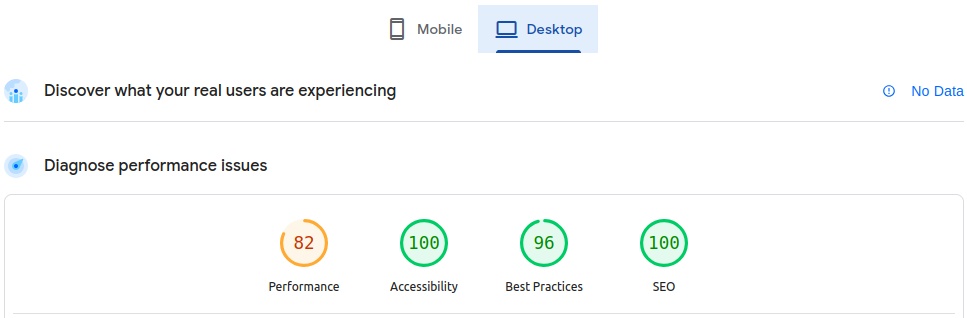 Mobile
Desktop
Discover what your real users are experiencing
No Data
Diagnose performance issues
82
100
96
100
Performance
Accessibility
Best Practices
SEO